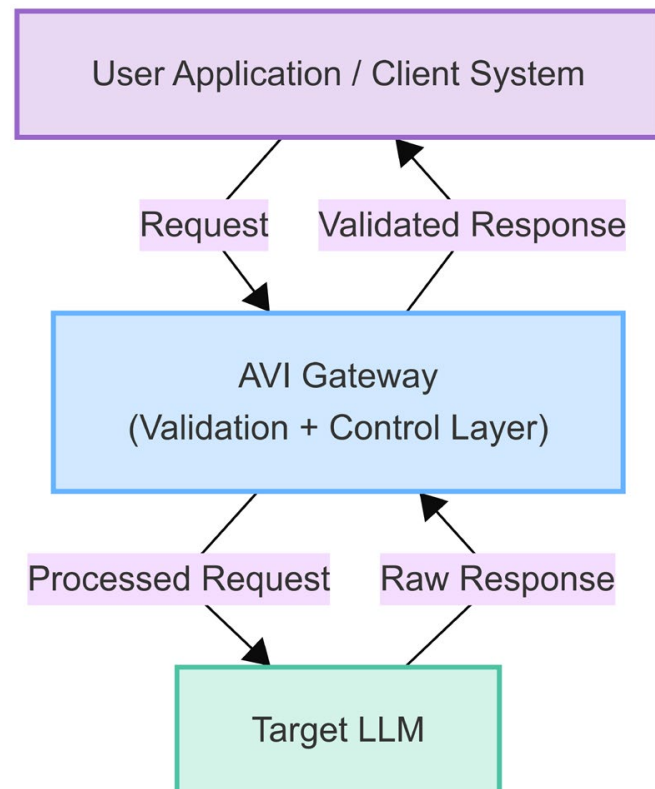 User Application / Client System
Request
Validated Response
AVI Gateway
(Validation + Control Layer)
Processed Request
Raw Response
Target LLM